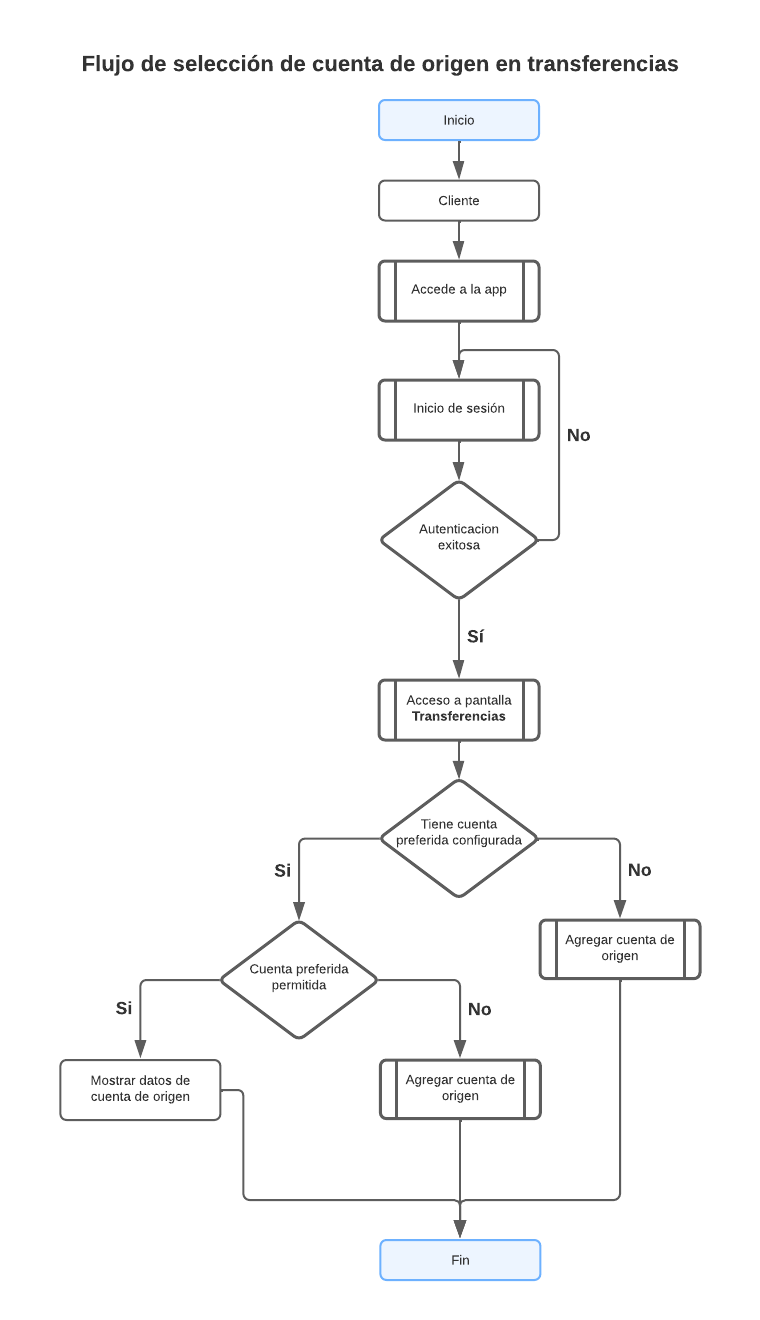 Flujo de selección de cuenta de origen en transferencias
Inicio
Cliente
Accede a la app
Inicio de sesión
No
Autenticacion
exitosa
Sí
Acceso a pantalla
Transferencias
Tiene cuenta
preferida configurada
Si
No
Agregar cuenta de
origen
Cuenta preferida
permitida
Si
No
Mostrar datos de
cuenta de origen
Agregar cuenta de
origen
Fin